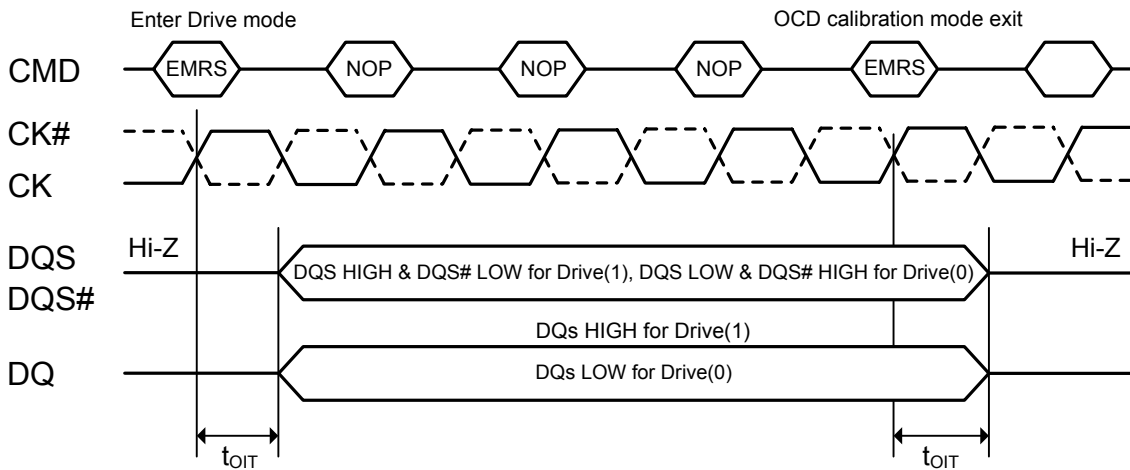 Enter Drive mode
OCD calibration mode exit
CMD
EMRS
NOP
NOP
NOP
EMRS
CK#
CK
Hi-Z
Hi-Z
DQS
DQS#
DQS HIGH & DQS# LOW for Drive(1), DQS LOW & DQS# HIGH for Drive(0)
DQs HIGH for Drive(1)
DQ
DQs LOW for Drive(0)
tOIT
tOIT